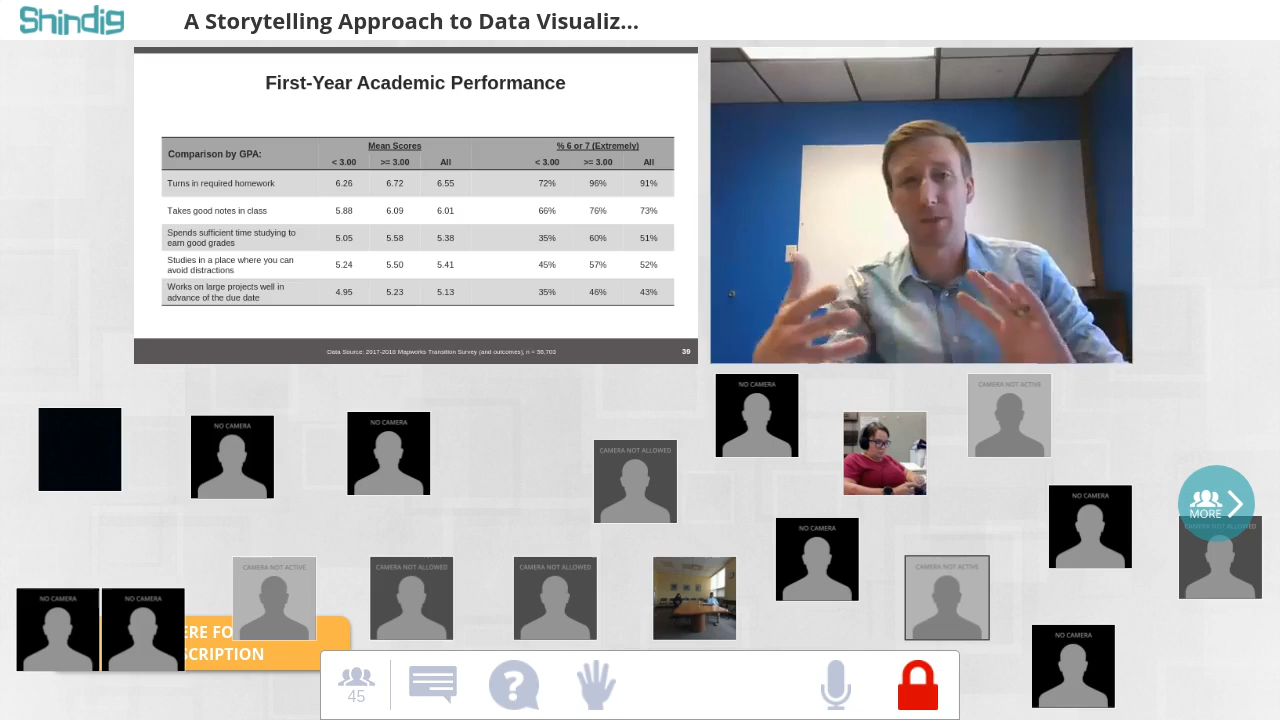 Shindig
A Storytelling Approach to Data Visualiz...
First-Year Academic Performance
Comparison by GPA: Mean Scores % 6 or 7 (Extremely)
< 3.00 >= 3.00 All < 3.00 >= 3.00 All
Turns in required homework 6.26 6.72 6.55 72% 96% 91%
Takes good notes in class 5.88 6.09 6.01 66% 76% 73%
Spends sufficient time studying to
earn good grades 5.05 5.58 5.38 35% 60% 51%
Studies in a place where you can
avoid distractions 5.24 5.50 5.41 45% 57% 52%
Works on large projects well in
advance of the due date 4.95 5.23 5.13 35% 46% 43%
Data Source: 2017-2018 Mapworks Transition Survey (and outcomes), n = 56,703
39
NO CAMERA
CAMERA NOT ACTIVE
NO CAMERA
NO CAMERA
CAMERA NOT ALLOWED
NO CAMERA
MORE
CAMERA NOT ALLOWED
NO CAMERA
CAMERA NOT ACTIVE
CAMERA NOT ALLOWED
CAMERA NOT ALLOWED
CAMERA NOT ACTIVE
NO CAMERA
NO CAMERA
ERE FO
SCRIPTION
NO CAMERA
45